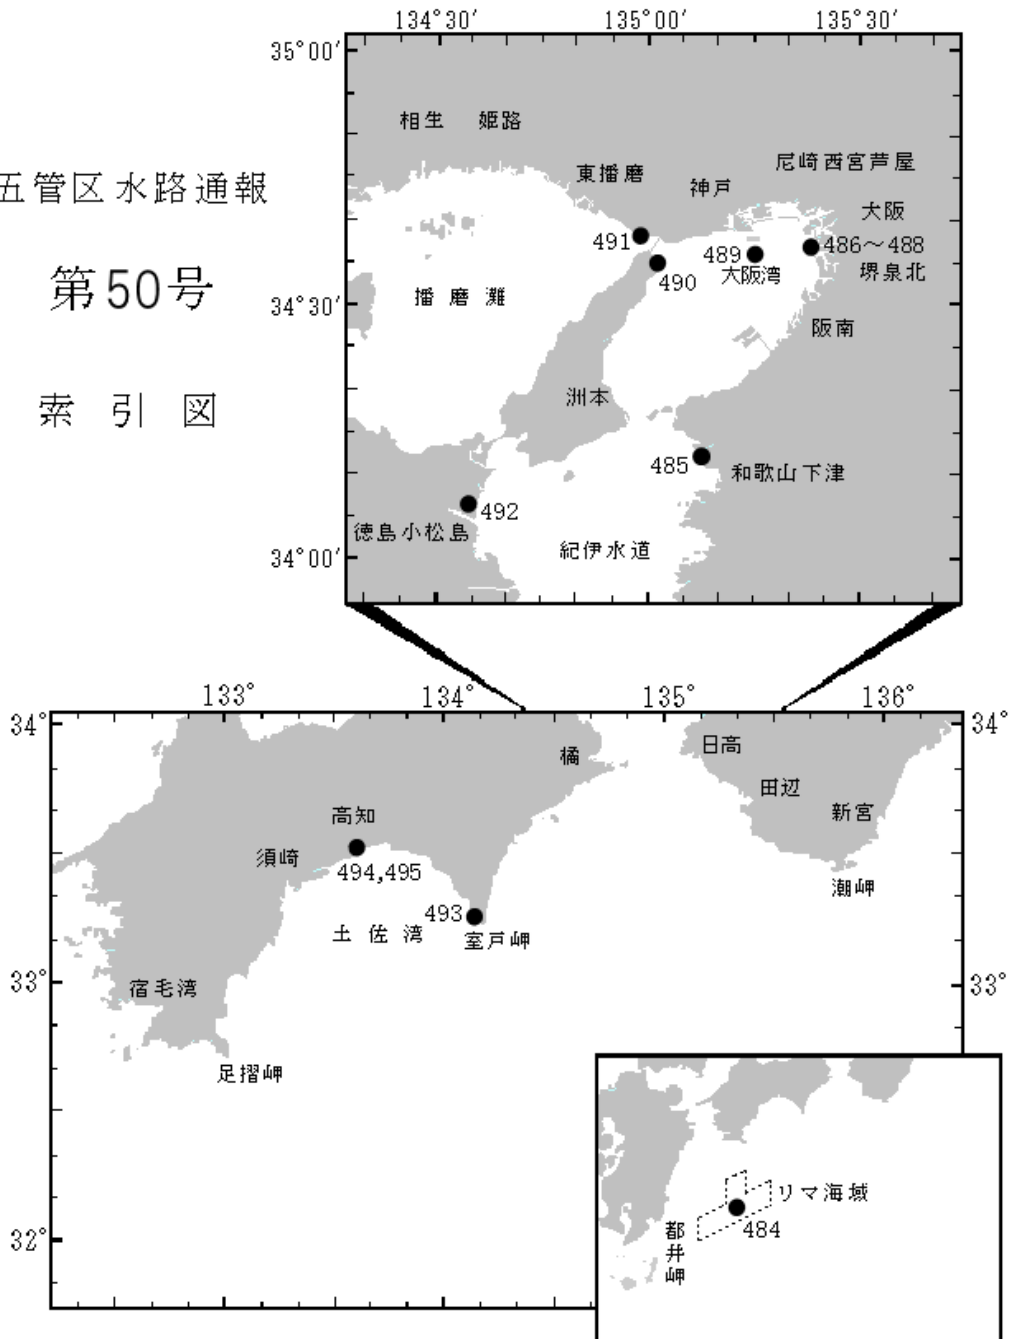 134°30′ 135°00′ 135°30′
35°00′
相生 姫路
尼崎西宮芦屋
東播磨
神戸
五管区水路通報
大阪
491
489
486～488
490
大阪湾
堺泉北
第50号
播磨灘
34°30′
阪南
索引図
洲本
485
和歌山下津
492
徳島小松島
紀伊水道
34°00′
133° 134° 135° 136°
34°
34°
日高
橘
田辺
高知
新宮
須崎
494,495
潮岬
493
土佐湾
室戸岬
33°
33°
宿毛湾
足摺岬
リマ海域
484
都井岬
32°